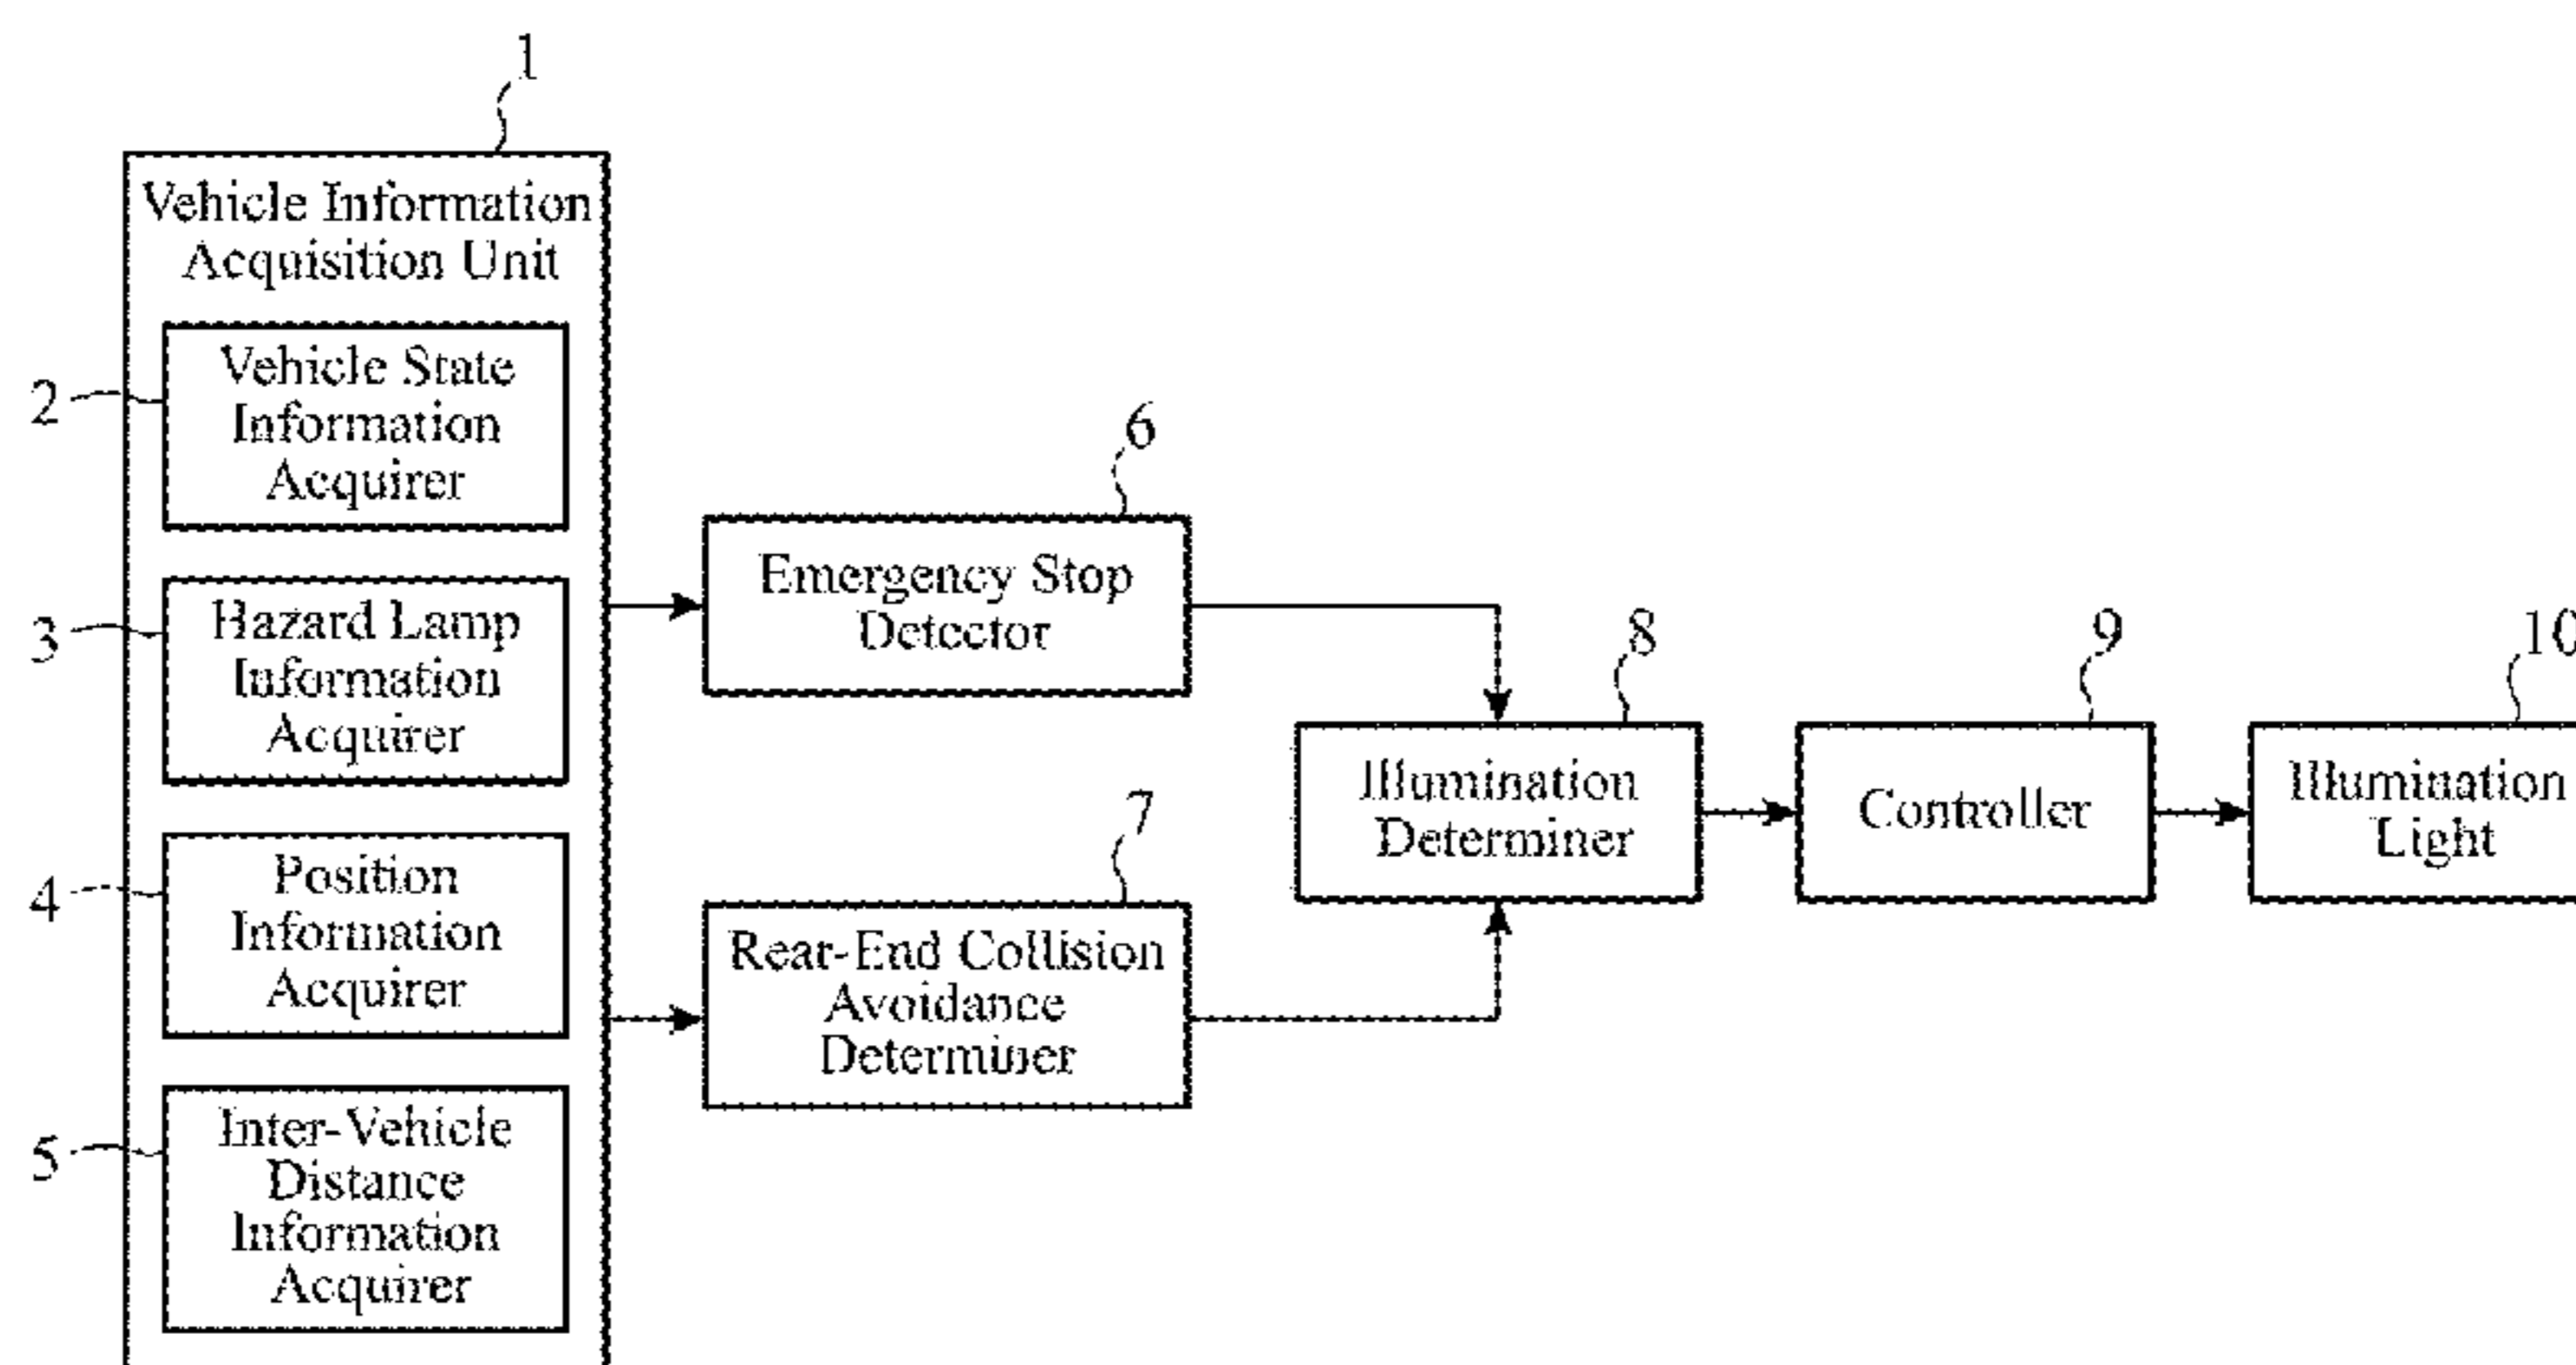 1
Vehicle Information
Acquisition Unit
2
Vehicle State
Information
Acquirer
3
Hazard Lamp
Information
Acquirer
4
Position
Information
Acquirer
5
Inter-Vehicle
Distance
Information
Acquirer
6
Emergency Stop
Detector
7
Rear-End Collision
Avoidance
Determiner
8
Illumination
Determiner
9
Controller
10
Illumination
Light